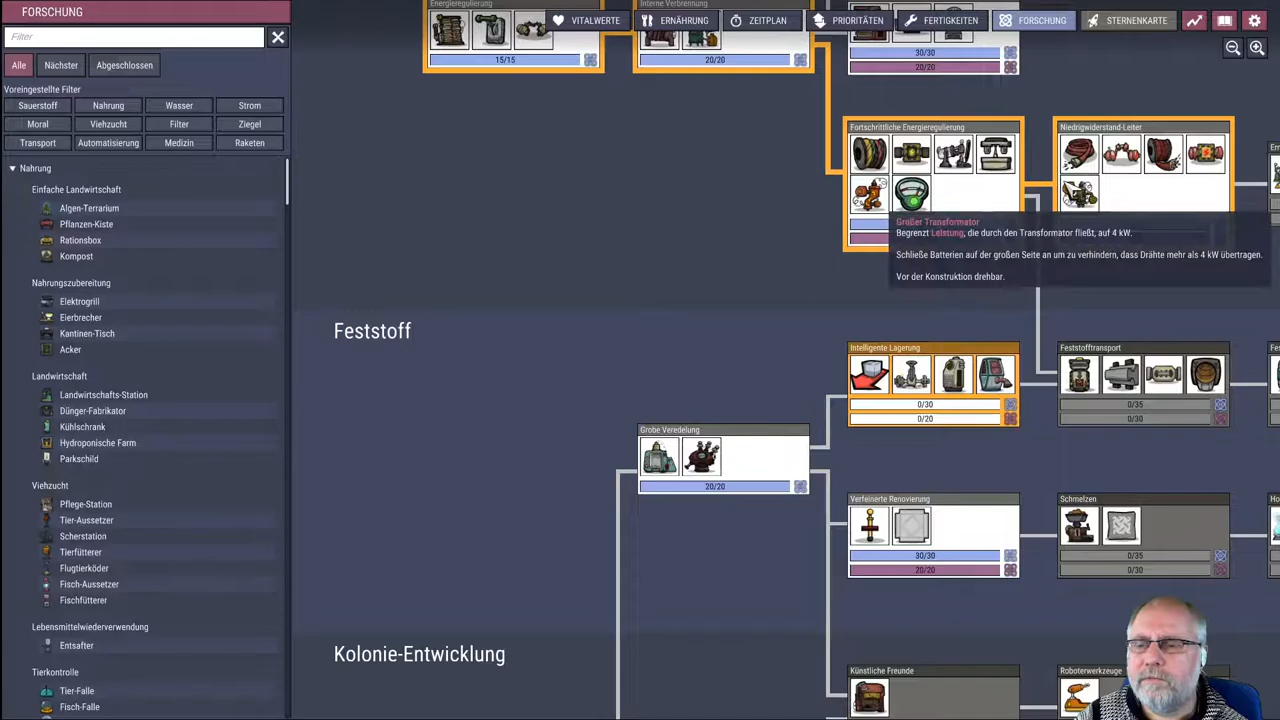 FORSCHUNG
Filter
Alle
Nächster
Abgeschlossen
Voreingestellte Filter
Sauerstoff
Nahrung
Wasser
Strom
Moral
Viehzucht
Filter
Ziegel
Transport
Automatisierung
Medizin
Raketen
Nahrung
Einfache Landwirtschaft
Algen-Terrarium
Pflanzen-Kiste
Rationsbox
Kompost
Nahrungszubereitung
Elektrogrill
Eierbrecher
Kantinen-Tisch
Acker
Landwirtschaft
Landwirtschafts-Station
Dünger-Fabrikator
Kühlschrank
Hydroponische Farm
Parkschild
Viehzucht
Pflege-Station
Tier-Aussetzer
Scherstation
Tierfütterer
Flugtierköder
Fisch-Aussetzer
Fischfütterer
Lebensmittelwiederverwendung
Entsafter
Tierkontrolle
Tier-Falle
Fisch-Falle
VITALWERTE
ERNÄHRUNG
ZEITPLAN
PRIORITÄTEN
FERTIGKEITEN
FORSCHUNG
STERNENKARTE
Energieregulierung
15/15
Interne Verbrennung
20/20
30/30
20/20
Fortschrittliche Energieregulierung
Niedrigwiderstand-Leiter
Großer Transformator
Begrenzt Leistung, die durch den Transformator fließt, auf 4 kW.
Schließe Batterien auf der großen Seite an um zu verhindern, dass Drähte mehr als 4 kW übertragen.
Vor der Konstruktion drehbar.
Feststoff
Intelligente Lagerung
0/30
0/20
Feststofftransport
0/35
0/30
Grobe Veredelung
20/20
Verfeinerte Renovierung
30/30
20/20
Schmelzen
0/35
0/30
Kolonie-Entwicklung
Künstliche Freunde
Roboterwerkzeuge